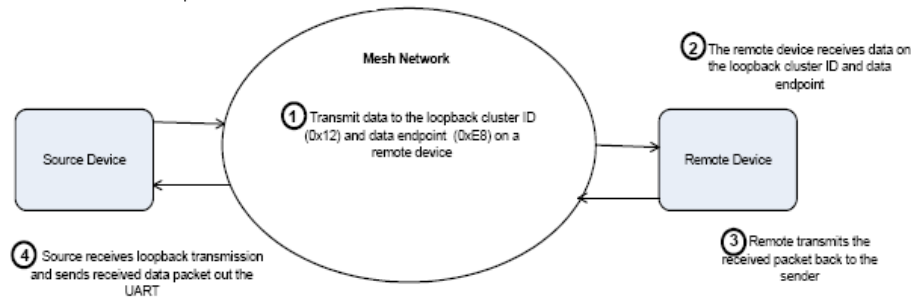 Mesh Network
1 Transmit data to the loopback cluster ID
(0x12) and data endpoint (0xE8) on a
remote device
2 The remote device receives data on
the loopback cluster ID and data
endpoint
Source Device
Remote Device
3 Remote transmits the
received packet back to the
sender
4 Source receives loopback transmission
and sends received data packet out the
UART